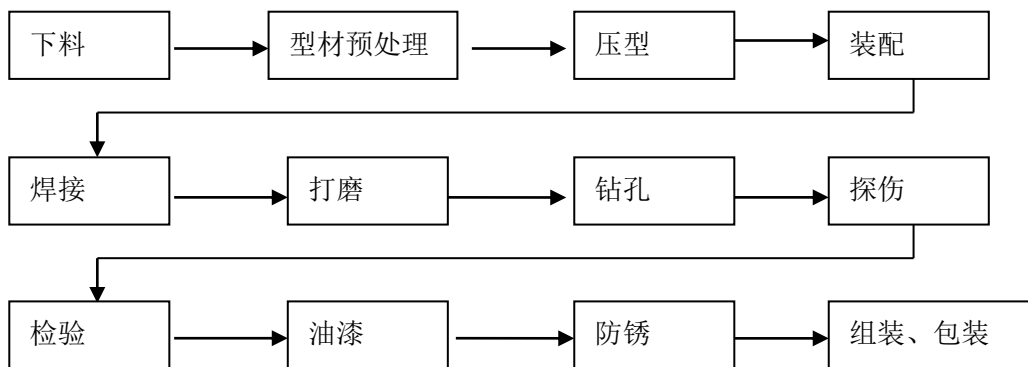 下料 型材预处理 压型 装配
焊接 打磨 钻孔 探伤
检验 油漆 防锈 组装、包装